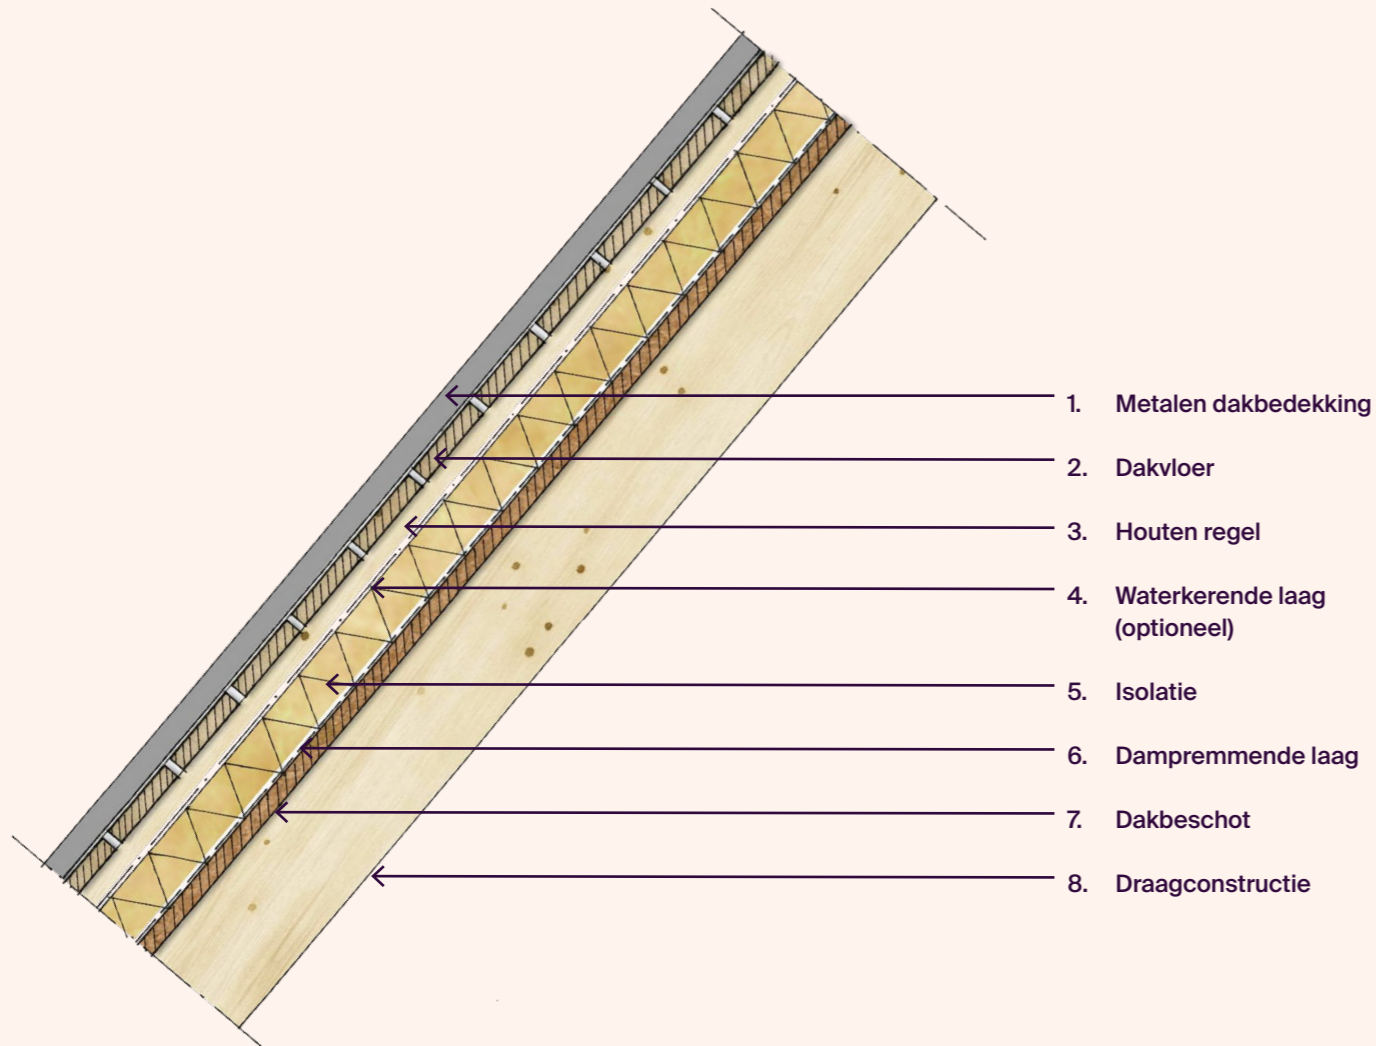 1. Metalen dakbedekking
2. Dakvloer
3. Houten regel
4. Waterkerende laag
(optioneel)
5. Isolatie
6. Dampremmende laag
7. Dakbeschot
8. Draagconstructie